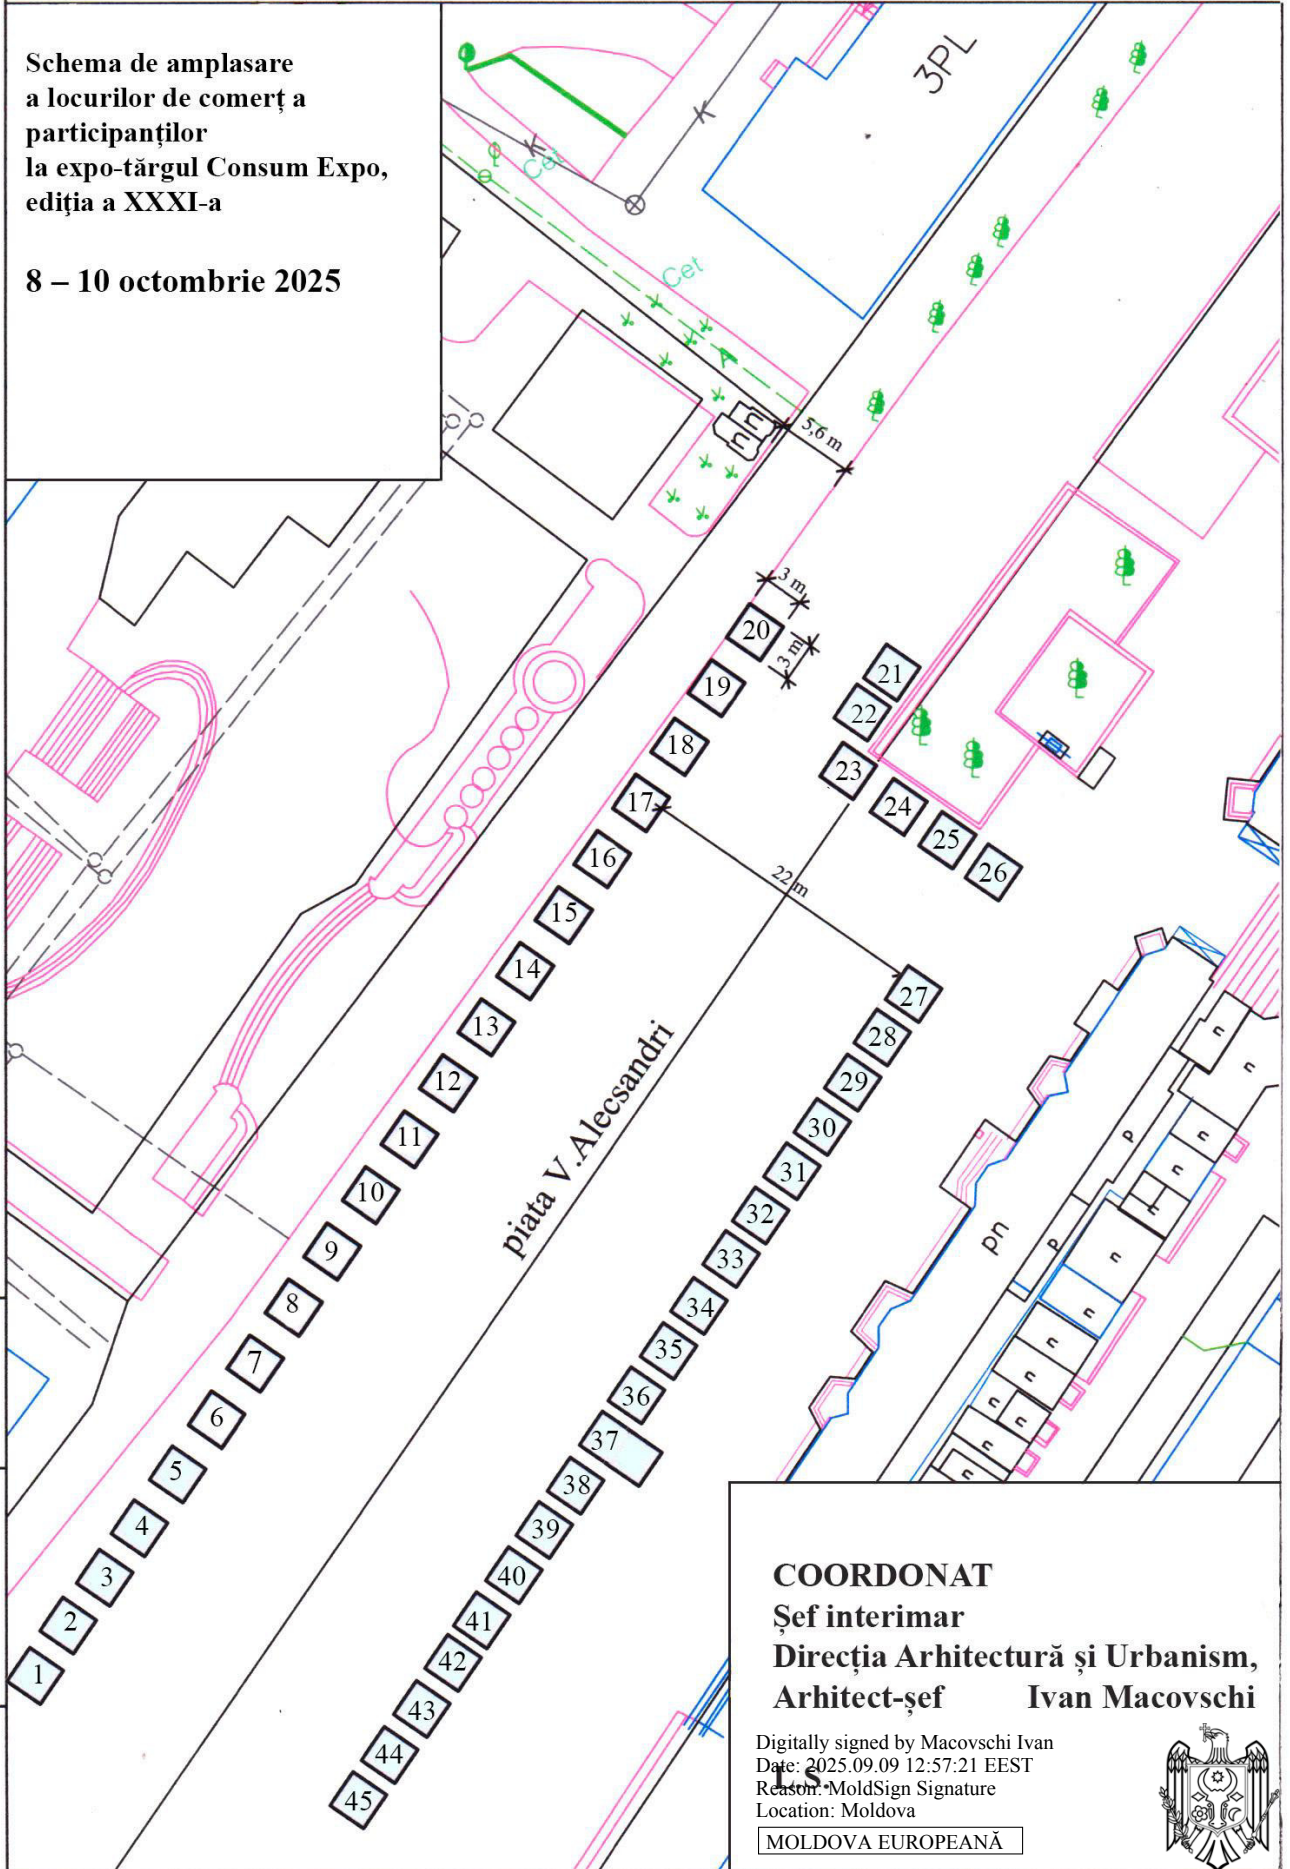 Schema de amplasare
a locurilor de comerț a
participanților
la expo-tărgul Consum Expo,
ediţia a XXXI-a
8 – 10 octombrie 2025
3PL
K
K
Cet
Cet
A
n
n
5,6 m
3 m
3 m
20
19
18
17
16
15
14
13
12
11
10
9
8
7
6
5
4
3
2
1
21
22
23
24
25
26
22 m
piata V.Alecsandri
27
28
29
30
31
32
33
34
35
36
37
38
39
40
41
42
43
44
45
n
n
p
n
n
pn
p
n
n
n
n
n
n
n
n
COORDONAT
Șef interimar
Direcția Arhitectură și Urbanism,
Arhitect-șef Ivan Macovschi
L.S.
Digitally signed by Macovschi Ivan
Date: 2025.09.09 12:57:21 EEST
Reason: MoldSign Signature
Location: Moldova
MOLDOVA EUROPEANĂ